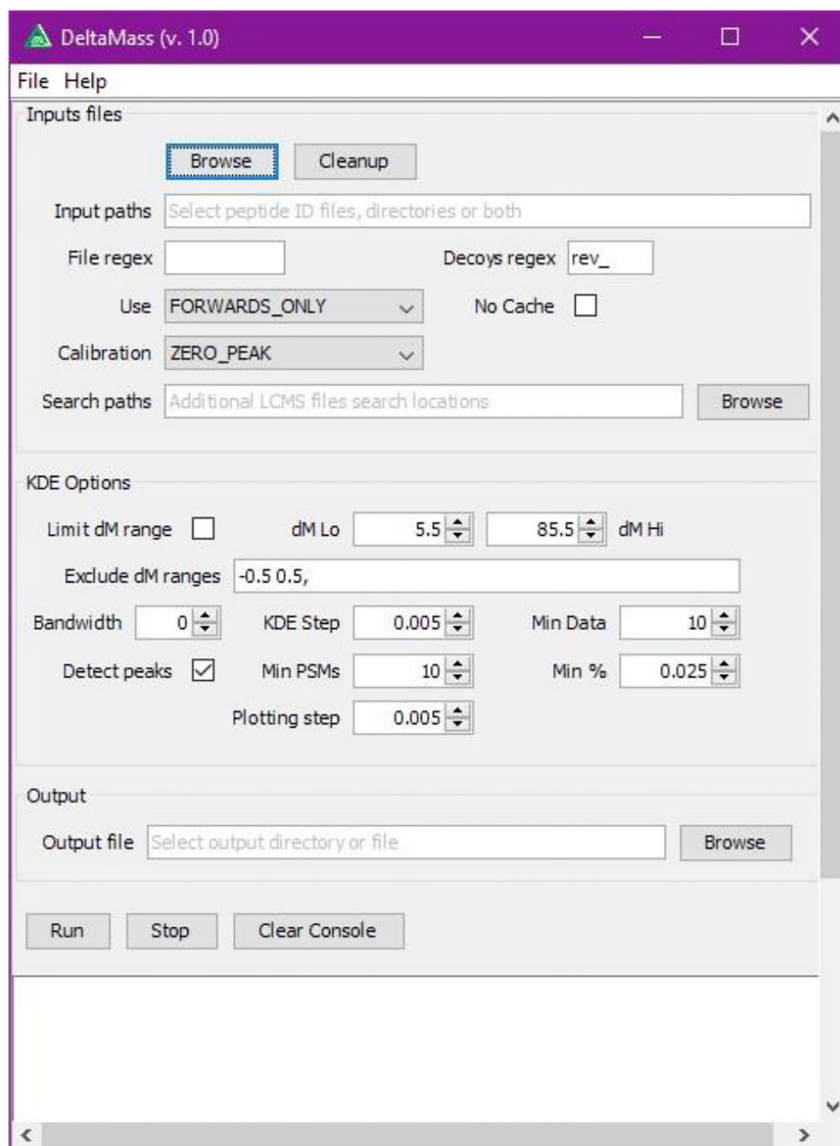 DeltaMass (v. 1.0)
File Help
Inputs files
Browse Cleanup
Input paths Select peptide ID files, directories or both
File regex Decoys regex rev_
Use FORWARDS_ONLY No Cache
Calibration ZERO_PEAK
Search paths Additional LCMS files search locations Browse
KDE Options
Limit dM range dM Lo 5.5 85.5 dM Hi
Exclude dM ranges -0.5 0.5,
Bandwidth 0 KDE Step 0.005 Min Data 10
Detect peaks Min PSMs 10 Min % 0.025
Plotting step 0.005
Output
Output file Select output directory or file Browse
Run Stop Clear Console